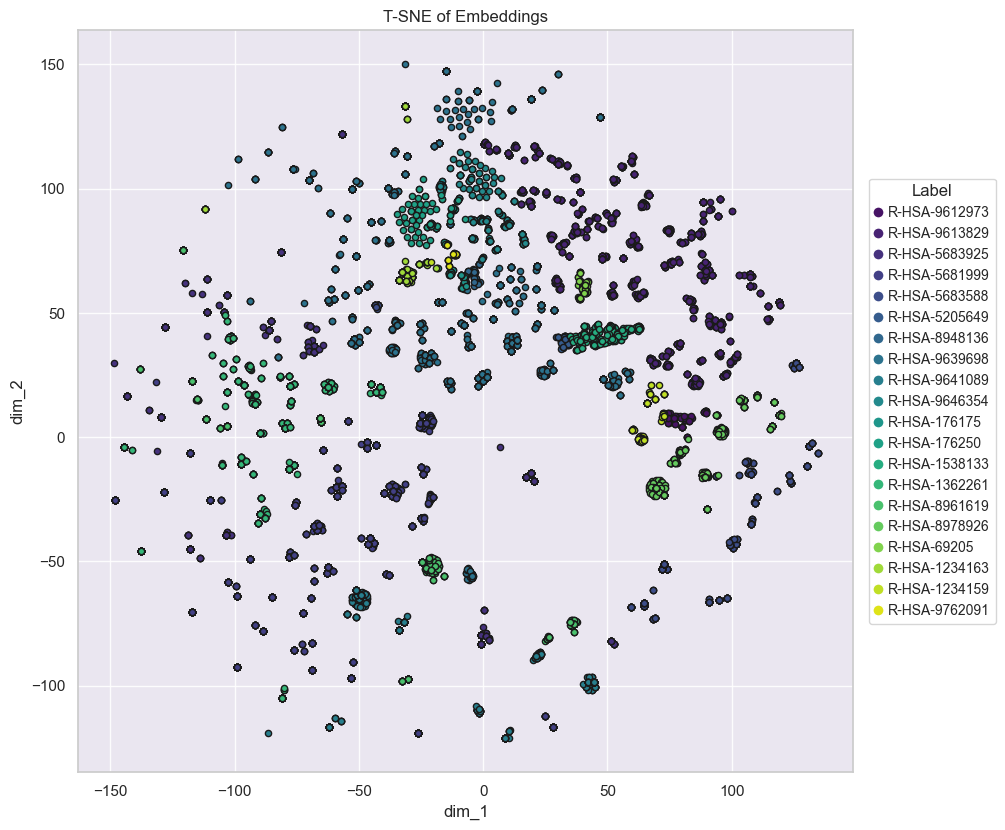 T-SNE of Embeddings
150
100
50
0
−50
−100
−150
−100
−50
0
50
100
dim_1
dim_2
Label
R-HSA-9612973
R-HSA-9613829
R-HSA-5683925
R-HSA-5681999
R-HSA-5683588
R-HSA-5205649
R-HSA-8948136
R-HSA-9639698
R-HSA-9641089
R-HSA-9646354
R-HSA-176175
R-HSA-176250
R-HSA-1538133
R-HSA-1362261
R-HSA-8961619
R-HSA-8978926
R-HSA-69205
R-HSA-1234163
R-HSA-1234159
R-HSA-9762091